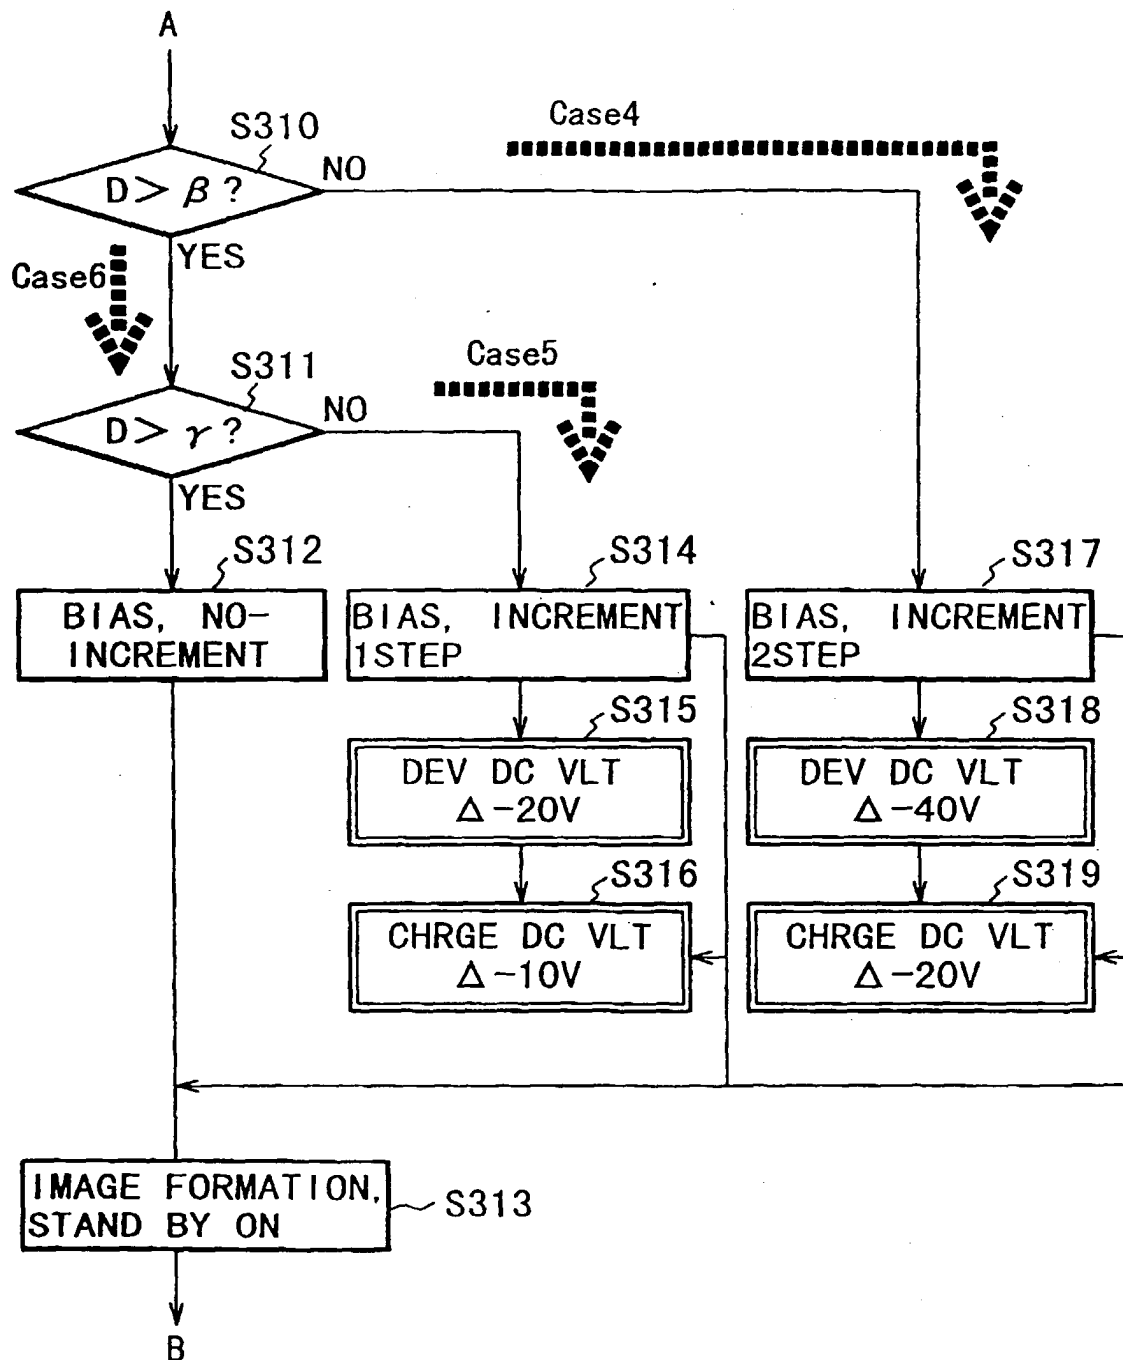 A
S310
Case4
D> β?
NO
YES
Case6
S311
Case5
D> γ?
NO
YES
S312
S314
S317
BIAS, NO-
INCREMENT
BIAS, INCREMENT
1STEP
BIAS, INCREMENT
2STEP
S315
S318
DEV DC VLT
Δ-20V
DEV DC VLT
Δ-40V
S316
S319
CHRGE DC VLT
Δ-10V
CHRGE DC VLT
Δ-20V
IMAGE FORMATION,
STAND BY ON
S313
B